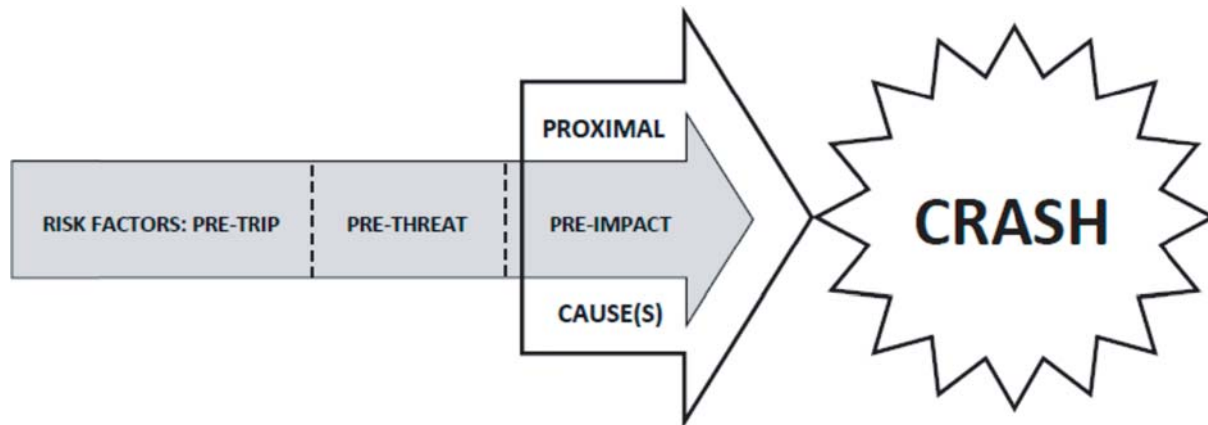 PROXIMAL
RISK FACTORS: PRE-TRIP
PRE-THREAT
PRE-IMPACT
CAUSE(S)
CRASH